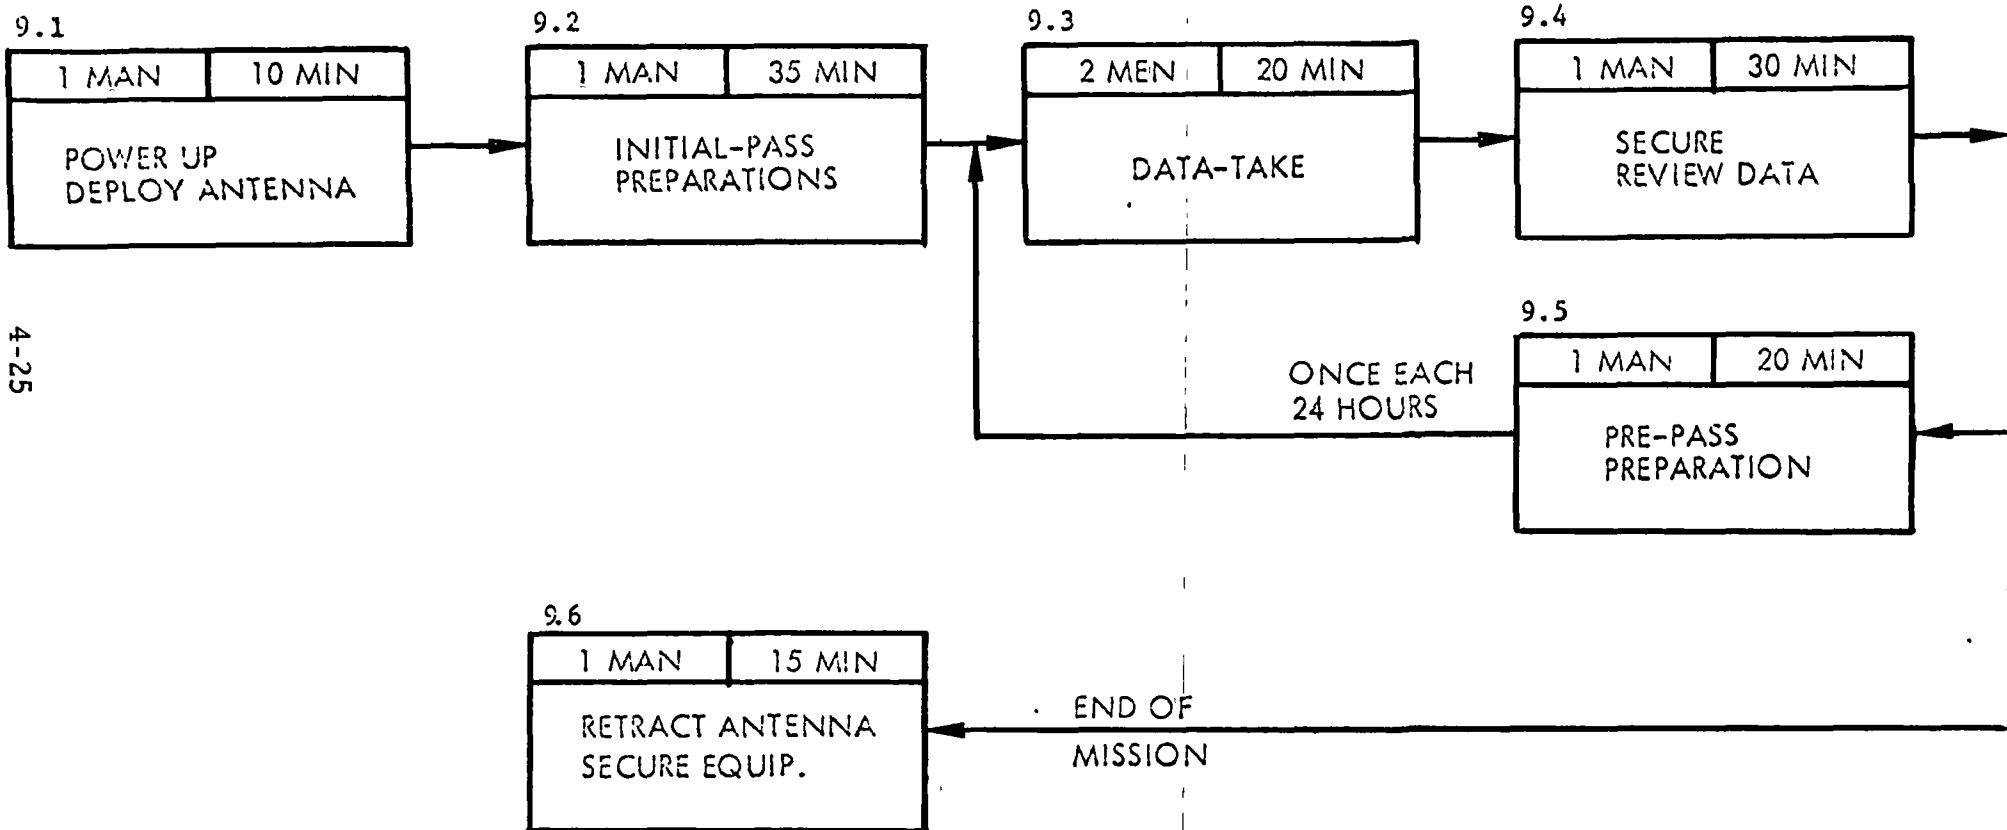 9.1
1 MAN 10 MIN
POWER UP
DEPLOY ANTENNA
9.2
1 MAN 35 MIN
INITIAL-PASS
PREPARATIONS
9.3
2 MEN 20 MIN
DATA-TAKE
9.4
1 MAN 30 MIN
SECURE
REVIEW DATA
9.5
1 MAN 20 MIN
PRE-PASS
PREPARATION
ONCE EACH
24 HOURS
9.6
1 MAN 15 MIN
RETRACT ANTENNA
SECURE EQUIP.
END OF
MISSION
4-25